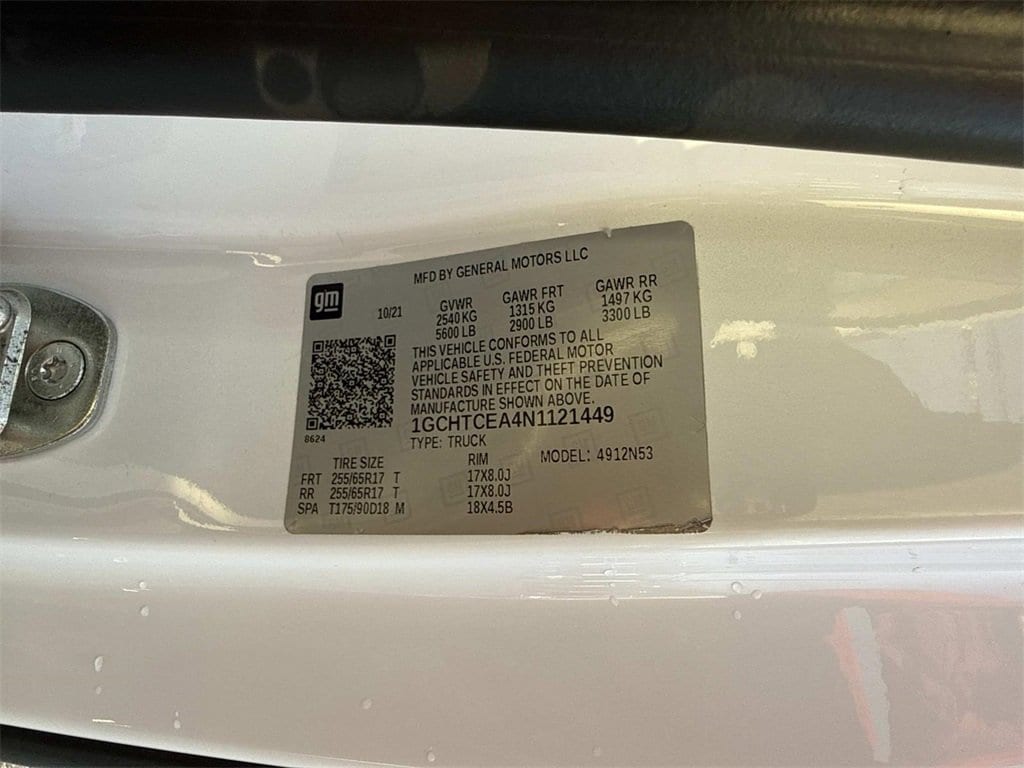 MFD BY GENERAL MOTORS LLC
gm
10/21
GVWR GAWR FRT GAWR RR
2540 KG 1315 KG 1497 KG
5600 LB 2900 LB 3300 LB
THIS VEHICLE CONFORMS TO ALL
APPLICABLE U.S. FEDERAL MOTOR
VEHICLE SAFETY AND THEFT PREVENTION
STANDARDS IN EFFECT ON THE DATE OF
MANUFACTURE SHOWN ABOVE.
1GCHTCEA4N1121449
8624
TYPE: TRUCK MODEL: 4912N53
TIRE SIZE RIM
FRT 255/65R17 T 17X8.0J
RR 255/65R17 T 17X8.0J
SPA T175/90D18 M 18X4.5B